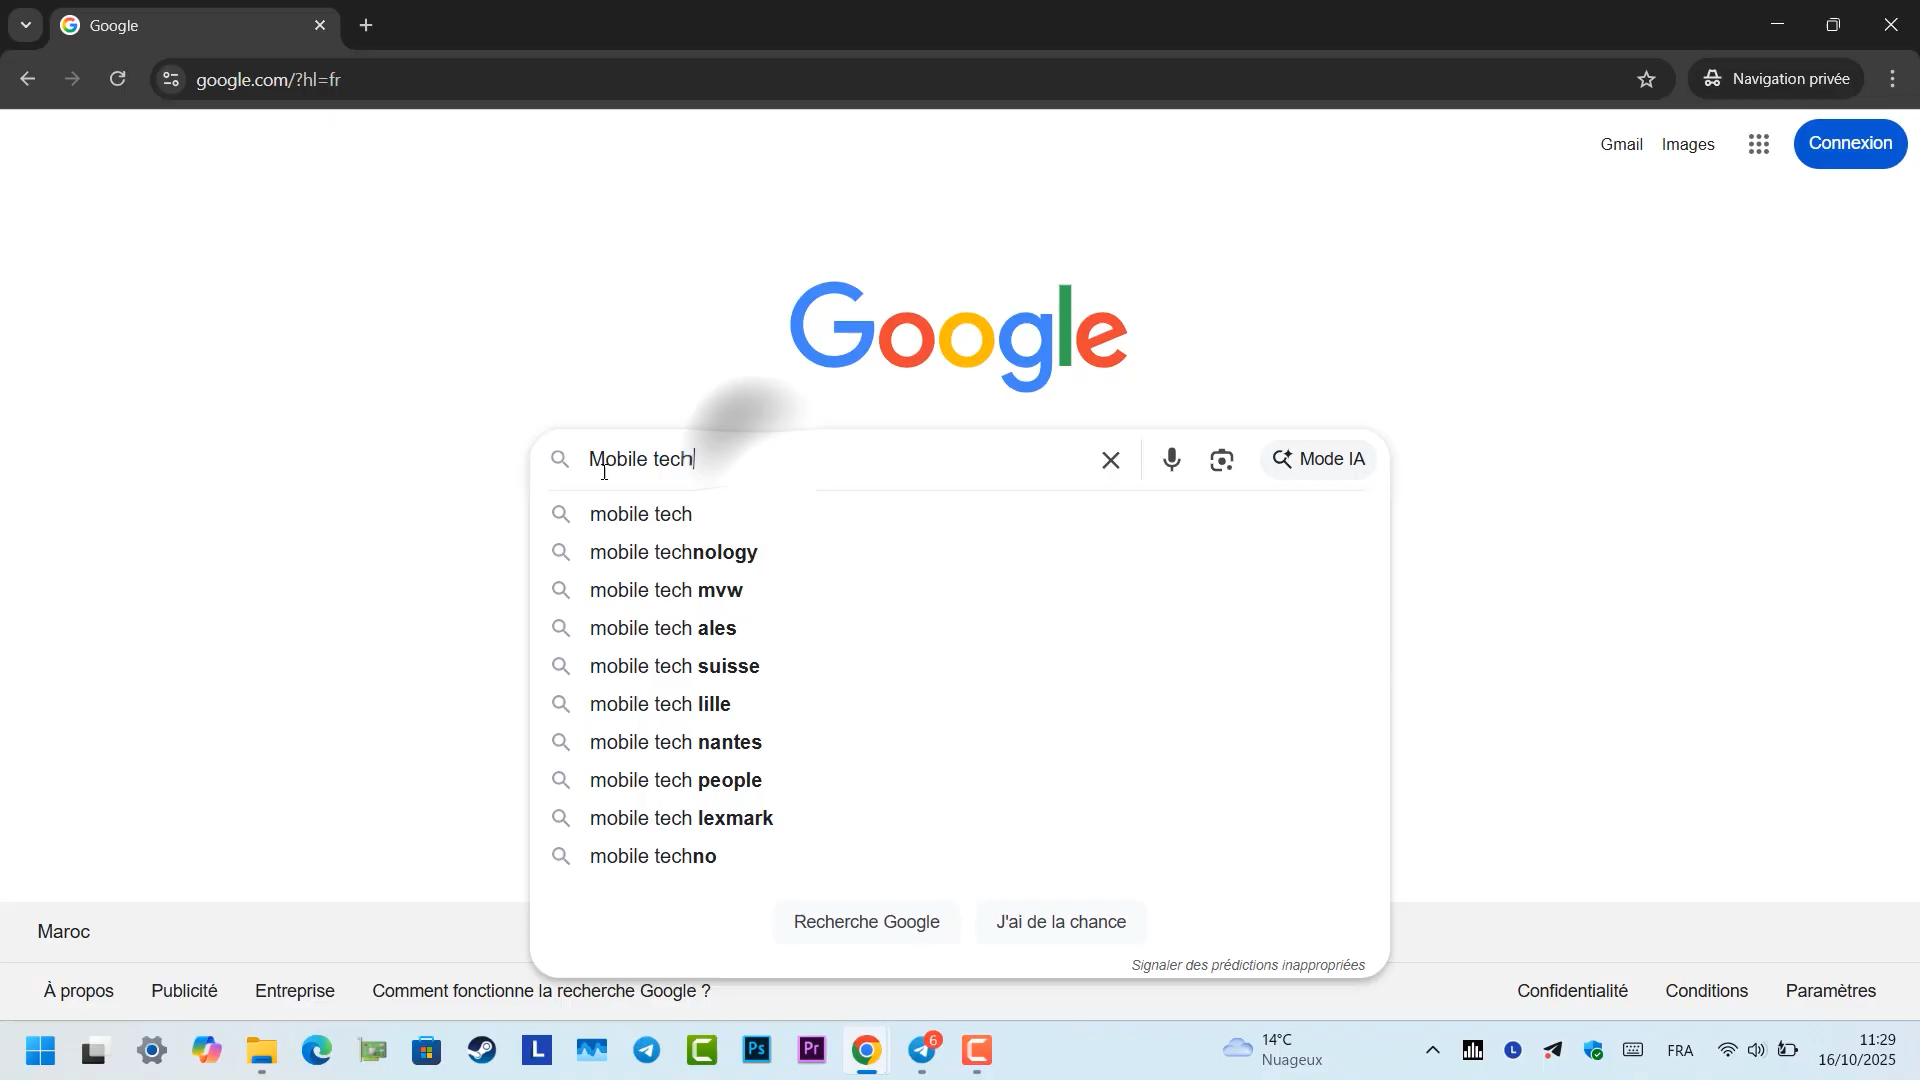 Google
google.com/?hl=fr
Navigation privée
Gmail
Images
Connexion
Google
Mobile tech
Mode IA
mobile tech
mobile technology
mobile tech mvw
mobile tech ales
mobile tech suisse
mobile tech lille
mobile tech nantes
mobile tech people
mobile tech lexmark
mobile techno
Recherche Google
J'ai de la chance
Signaler des prédictions inappropriées
Maroc
À propos
Publicité
Entreprise
Comment fonctionne la recherche Google ?
Confidentialité
Conditions
Paramètres
L
C
Ps
Pr
6
C
14°C
Nuageux
L
FRA
11:29
16/10/2025